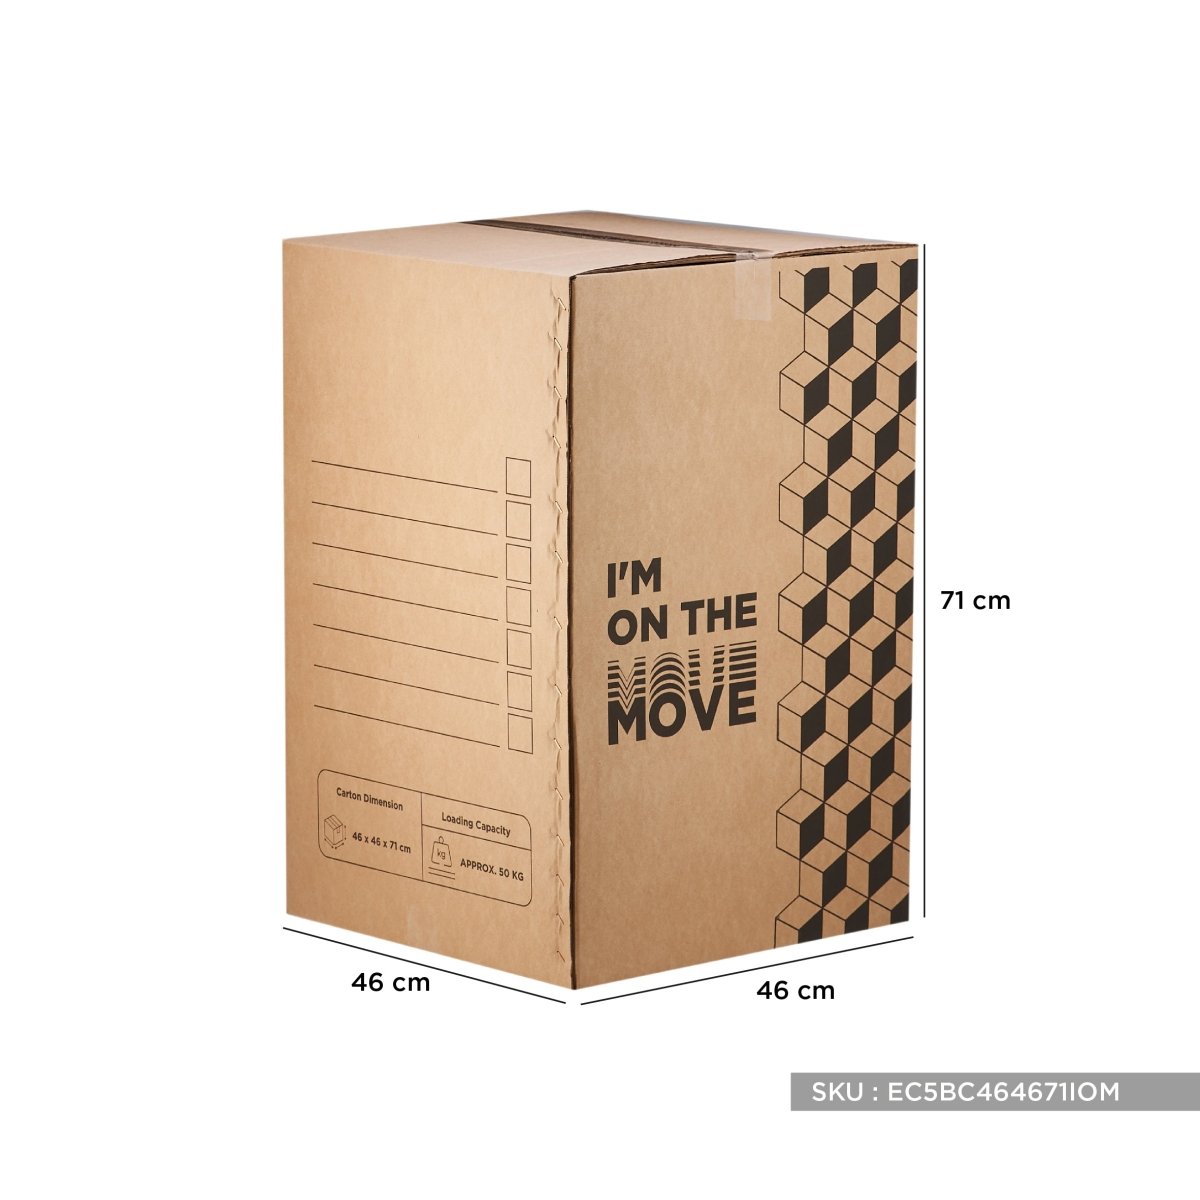 I'M
ON THE
MOVE
MOVE
Carton Dimension
46 x 46 x 71 cm
Loading Capacity
kg
APPROX. 50 KG
71 cm
46 cm
46 cm
SKU : EC5BC464671IOM